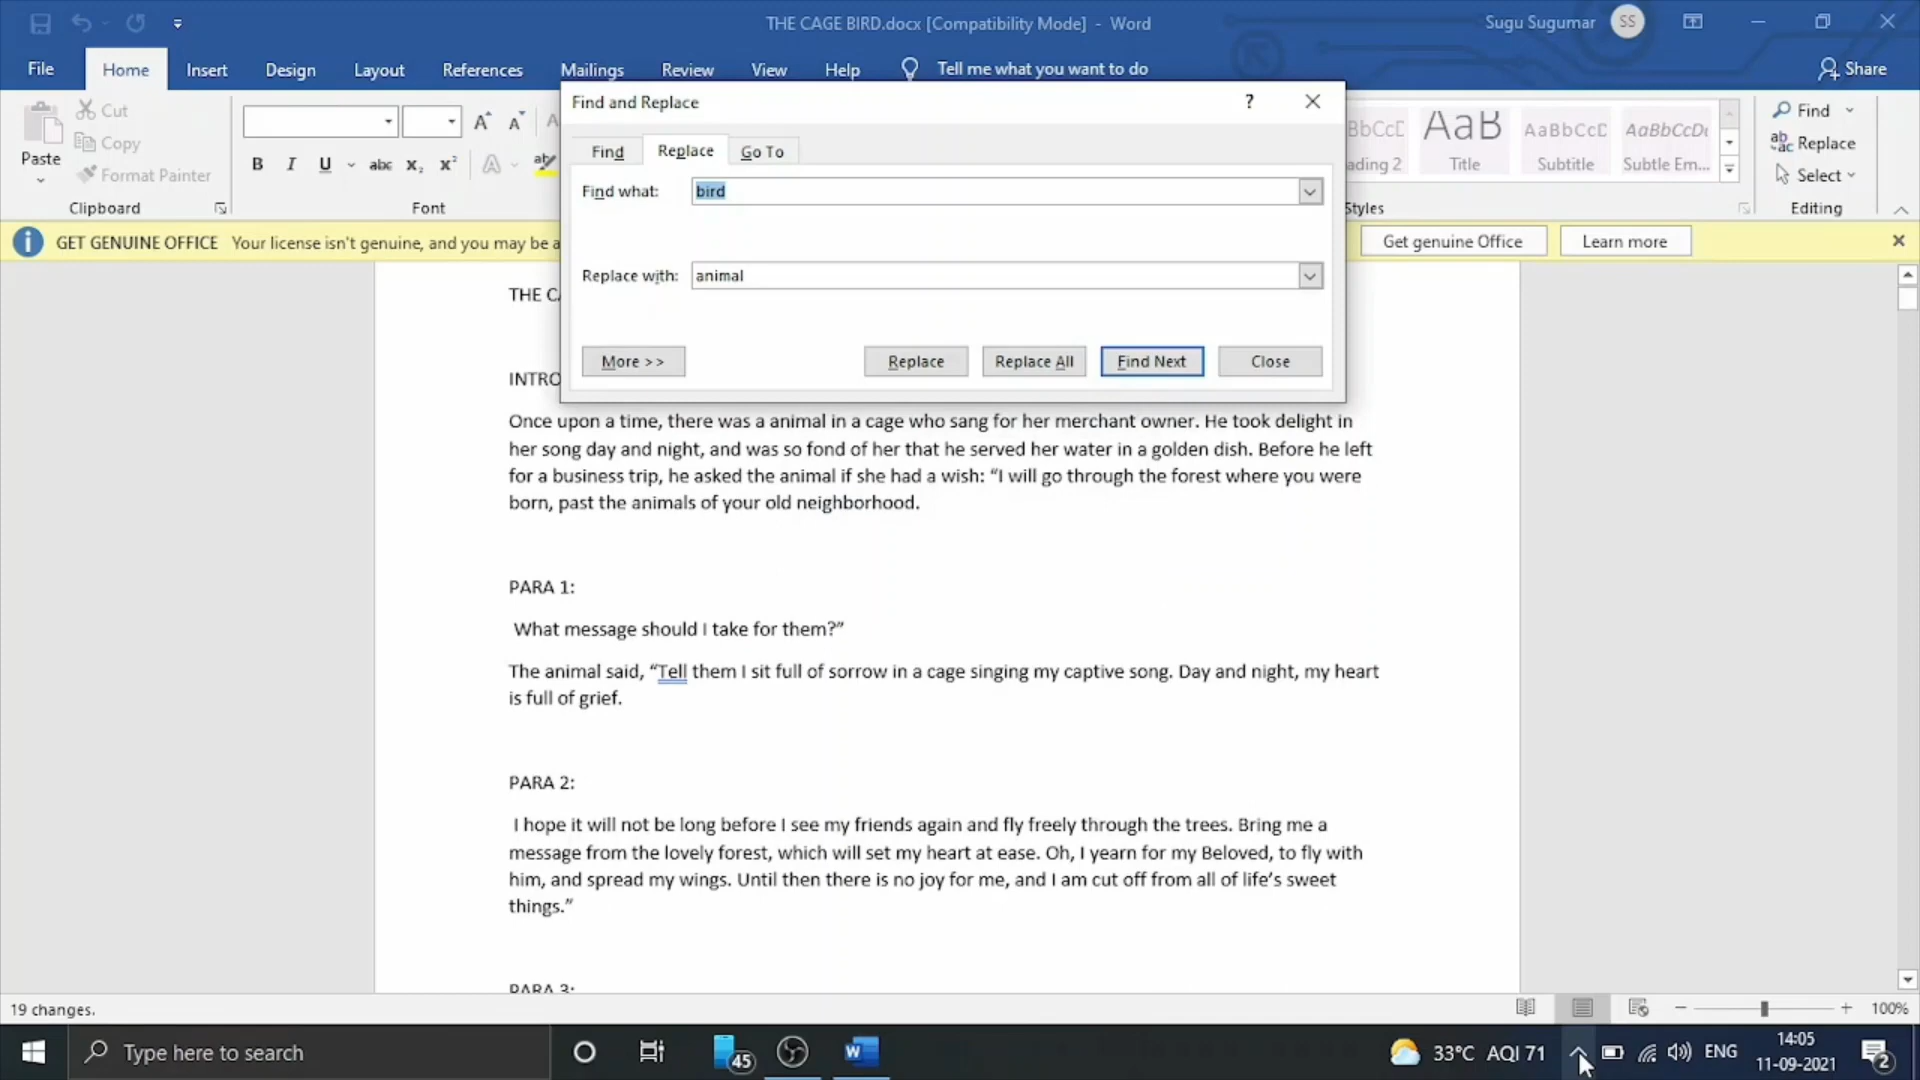 THE CAGE BIRD.docx [Compatibility Mode] - Word
Sugu Sugumar
SS
File
Home
Insert
Design
Layout
References
Mailings
Review
View
Help
Tell me what you want to do
Share
Paste
Cut
Copy
Format Painter
Clipboard
B I U abc x₂ x²
A
Font
Find and Replace
?
Find
Replace
Go To
Find what:
bird
Replace with:
animal
More >>
Replace
Replace All
Find Next
Close
BbCcC
ading 2
AaB
Title
AaBbCcD
Subtitle
AaBbCcDt
Subtle Em...
Styles
Find
Replace
Select
Editing
GET GENUINE OFFICE Your license isn't genuine, and you may be a
Get genuine Office
Learn more
THE CA
INTRO
Once upon a time, there was a animal in a cage who sang for her merchant owner. He took delight in
her song day and night, and was so fond of her that he served her water in a golden dish. Before he left
for a business trip, he asked the animal if she had a wish: “I will go through the forest where you were
born, past the animals of your old neighborhood.
PARA 1:
What message should I take for them?”
The animal said, “Tell them I sit full of sorrow in a cage singing my captive song. Day and night, my heart
is full of grief.
PARA 2:
I hope it will not be long before I see my friends again and fly freely through the trees. Bring me a
message from the lovely forest, which will set my heart at ease. Oh, I yearn for my Beloved, to fly with
him, and spread my wings. Until then there is no joy for me, and I am cut off from all of life’s sweet
things.”
PARA 3:
19 changes.
100%
Type here to search
45
33°C AQI 71
ENG
14:05
11-09-2021
2